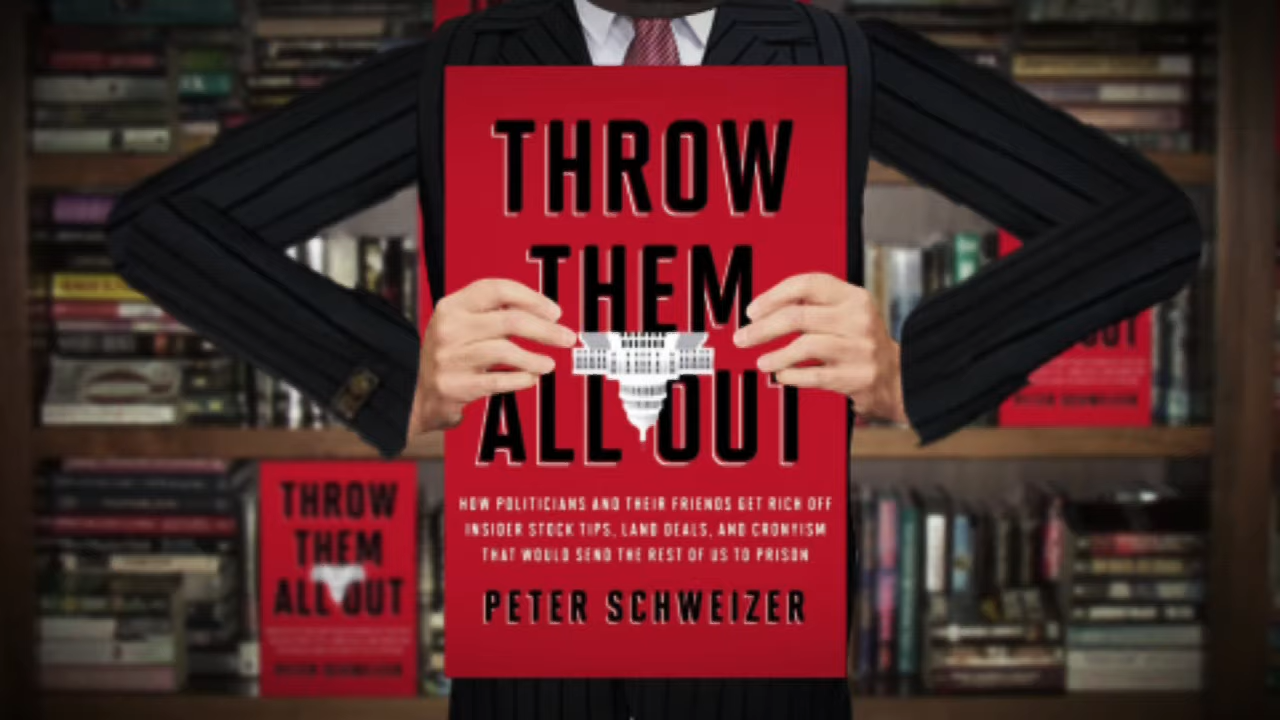 THROW
THEM
ALL OUT
HOW POLITICIANS AND THEIR FRIENDS GET RICH OFF
INSIDER STOCK TIPS, LAND DEALS, AND CRONYISM
THAT WOULD SEND THE REST OF US TO PRISON
PETER SCHWEIZER
THROW
THEM
ALL OUT
OUT